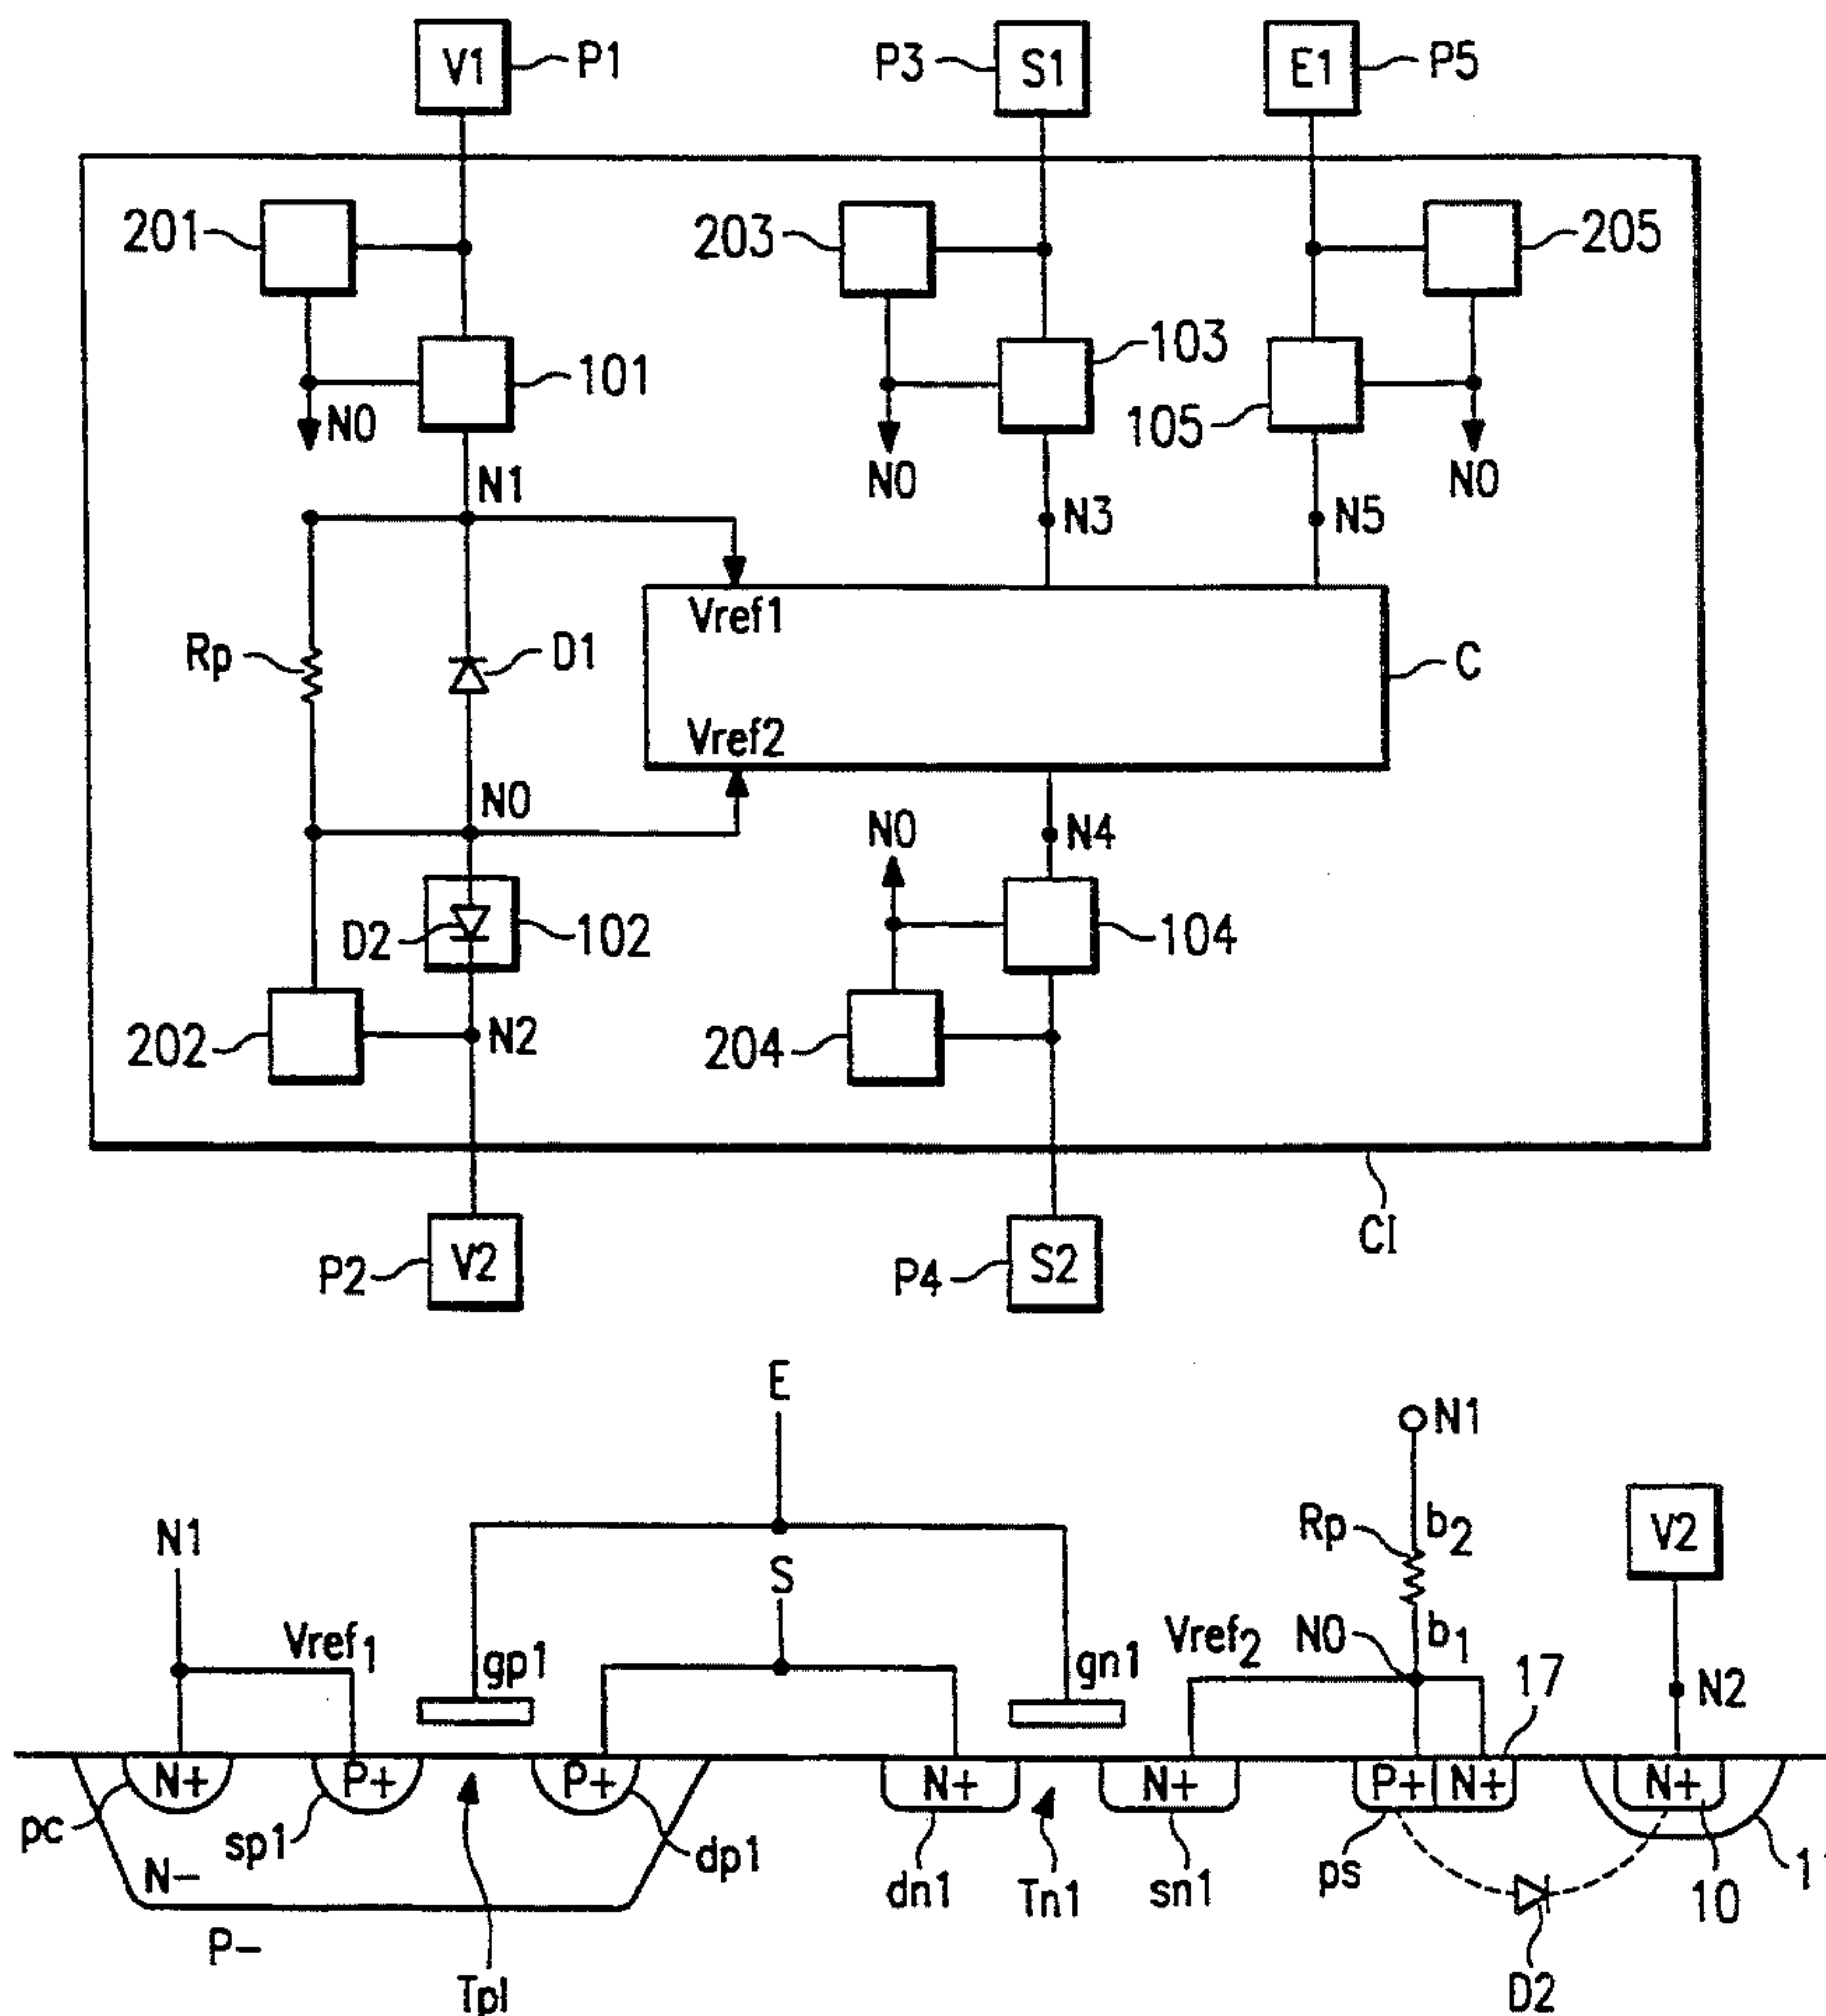 V1 P1 P3 S1 E1 P5
201 203 205
101 103 105
N0 N0 N0
N1 N3 N5
Vref1
Rp D1 C
Vref2
N0 N0 N4
D2 102 104
202 N2 204
CI
P2 V2 P4 S2
E
N1
Rp b2 V2
N1 S
Vref1 gp1 gn1 Vref2 N0 b1 17 N2
N+ P+ P+ N+ N+ P+ N+ N+
pc sp1 dp1 dn1 Tn1 sn1 ps 10
N-
P-
Tp1 D2